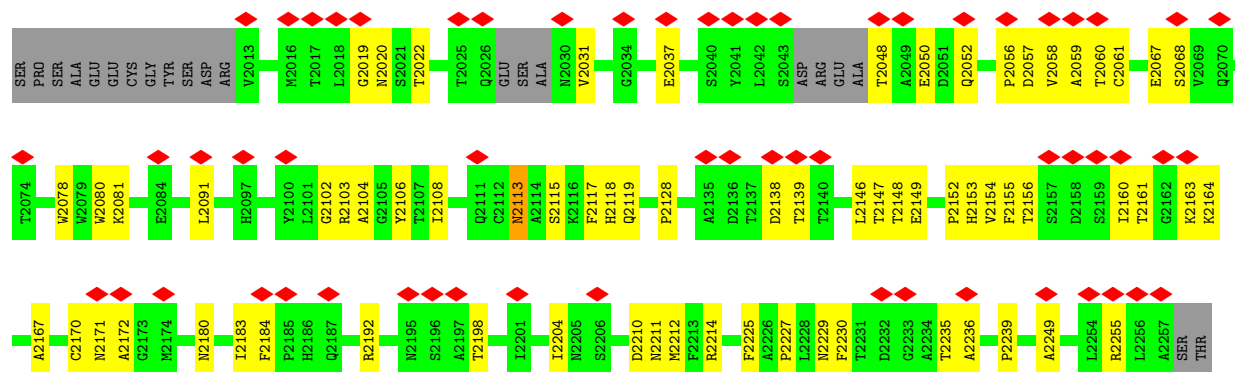 SER PRO SER ALA GLU GLU CYS GLY TYR SER ASP ARG V2013 M2016 T2017 L2018 G2019 N2020 S2021 T2022 T2025 Q2026 GLU SER ALA N2030 V2031 G2034 E2037 S2040 Y2041 L2042 S2043 ASP ARG GLU ALA T2048 A2049 E2050 D2051 Q2052 P2056 D2057 V2058 A2059 T2060 C2061 E2067 S2068 V2069 Q2070
T2074 W2078 W2079 W2080 K2081 E2084 L2091 H2097 V2100 L2101 G2102 R2103 A2104 G2105 Y2106 T2107 I2108 Q2111 C2112 N2113 A2114 S2115 K2116 F2117 H2118 Q2119 P2128 A2135 D2136 T2137 D2138 T2139 T2140 L2146 T2147 T2148 E2149 P2152 H2153 V2154 F2155 T2156 S2157 D2158 S2159 I2160 T2161 G2162 K2163 K2164
A2167 C2170 N2171 A2172 G2173 M2174 N2180 I2183 F2184 P2185 H2186 Q2187 R2192 N2195 S2196 A2197 T2198 I2201 I2204 N2205 S2206 D2210 N2211 M2212 F2213 R2214 F2225 A2226 P2227 L2228 N2229 F2230 T2231 D2232 G2233 A2234 T2235 A2236 P2239 A2249 L2254 R2255 L2256 A2257 SER THR